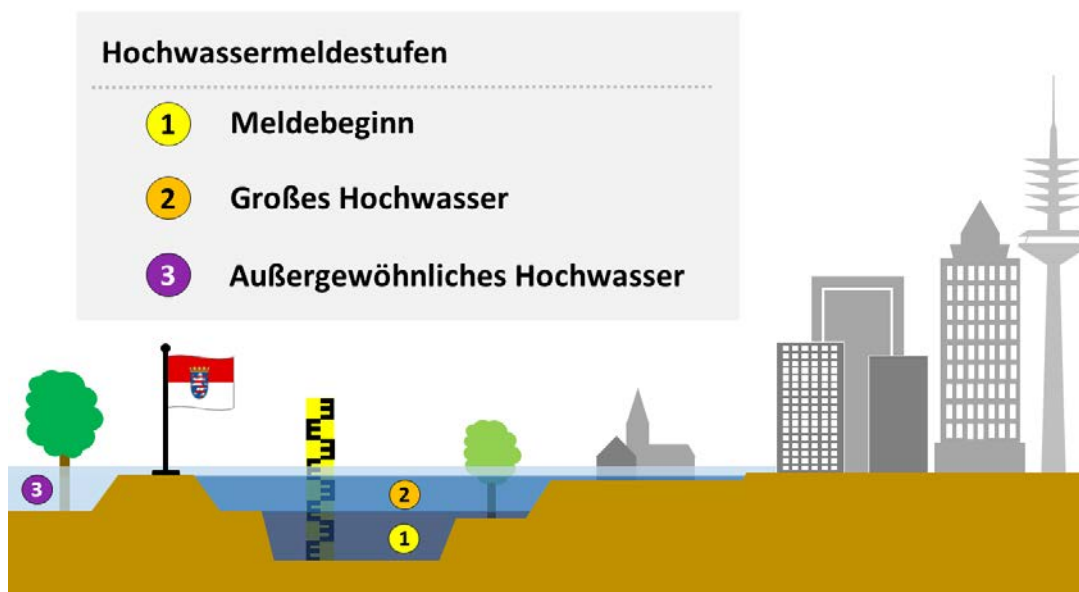 Hochwassermeldestufen
1 Meldebeginn
2 Großes Hochwasser
3 Außergewöhnliches Hochwasser
3
2
1